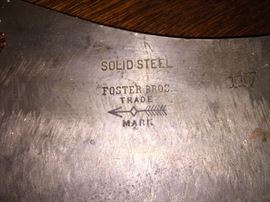 SOLID STEEL
FOSTER BROS.
TRADE
MARK